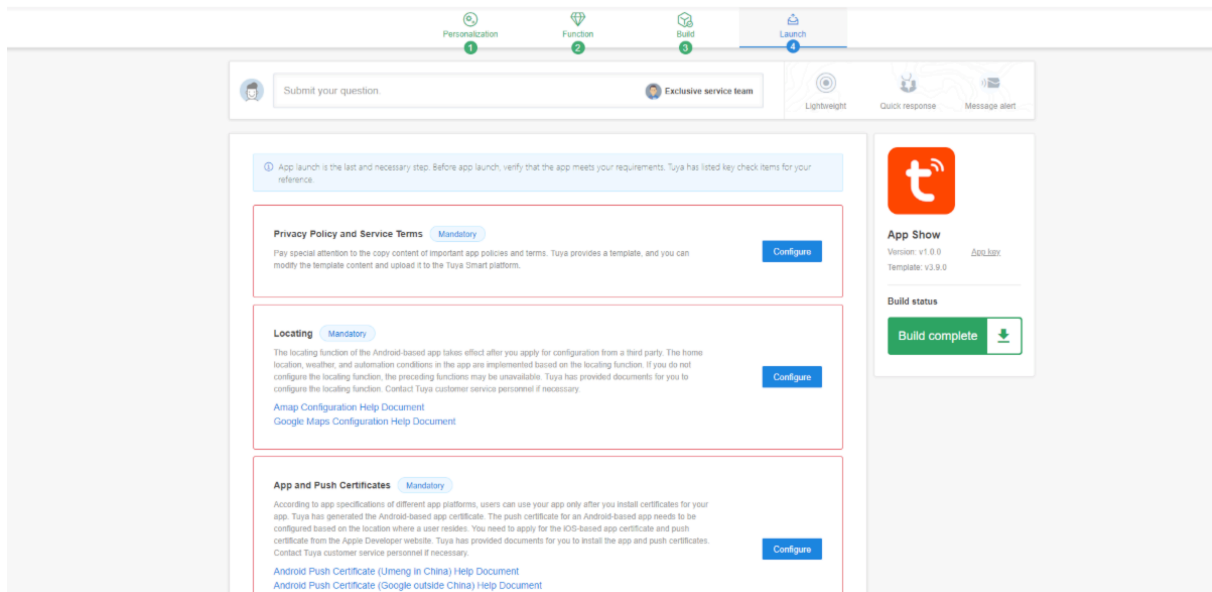 Personalization
Function
Build
Launch
1
2
3
4
Submit your question.
Exclusive service team
Lightweight
Quick response
Message alert
App launch is the last and necessary step. Before app launch, verify that the app meets your requirements. Tuya has listed key check items for your
reference.
Privacy Policy and Service Terms
Mandatory
Pay special attention to the copy content of important app policies and terms. Tuya provides a template, and you can
modify the template content and upload it to the Tuya Smart platform.
Configure
Locating
Mandatory
The locating function of the Android-based app takes effect after you apply for configuration from a third party. The home
location, weather, and automation conditions in the app are implemented based on the locating function. If you do not
configure the locating function, the preceding functions may be unavailable. Tuya has provided documents for you to
configure the locating function. Contact Tuya customer service personnel if necessary.
Configure
Amap Configuration Help Document
Google Maps Configuration Help Document
App and Push Certificates
Mandatory
According to app specifications of different app platforms, users can use your app only after you install certificates for your
app. Tuya has generated the Android-based app certificate. The push certificate for an Android-based app needs to be
configured based on the location where a user resides. You need to apply for the iOS-based app certificate and push
certificate from the Apple Developer website. Tuya has provided documents for you to install the app and push certificates.
Contact Tuya customer service personnel if necessary.
Configure
Android Push Certificate (Umeng in China) Help Document
Android Push Certificate (Google outside China) Help Document
t
App Show
Version: v1.0.0
App key
Template: v3.9.0
Build status
Build complete